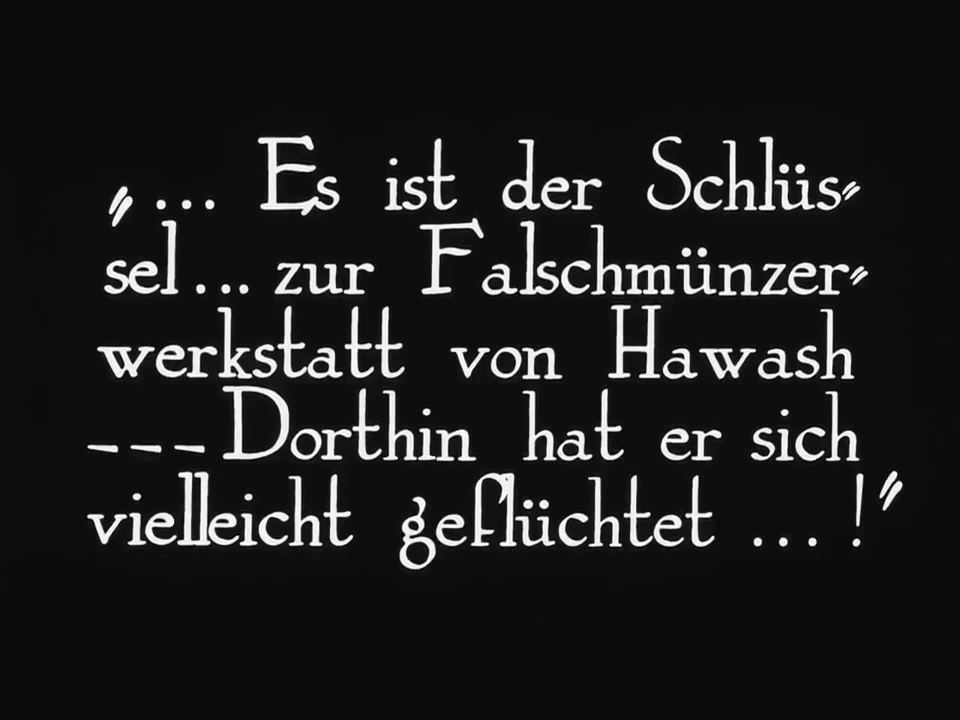 „... Es ist der Schlüs-
sel... zur Falschmünzer-
werkstatt von Hawash
---Dorthin hat er sich
vielleicht geflüchtet ...!"